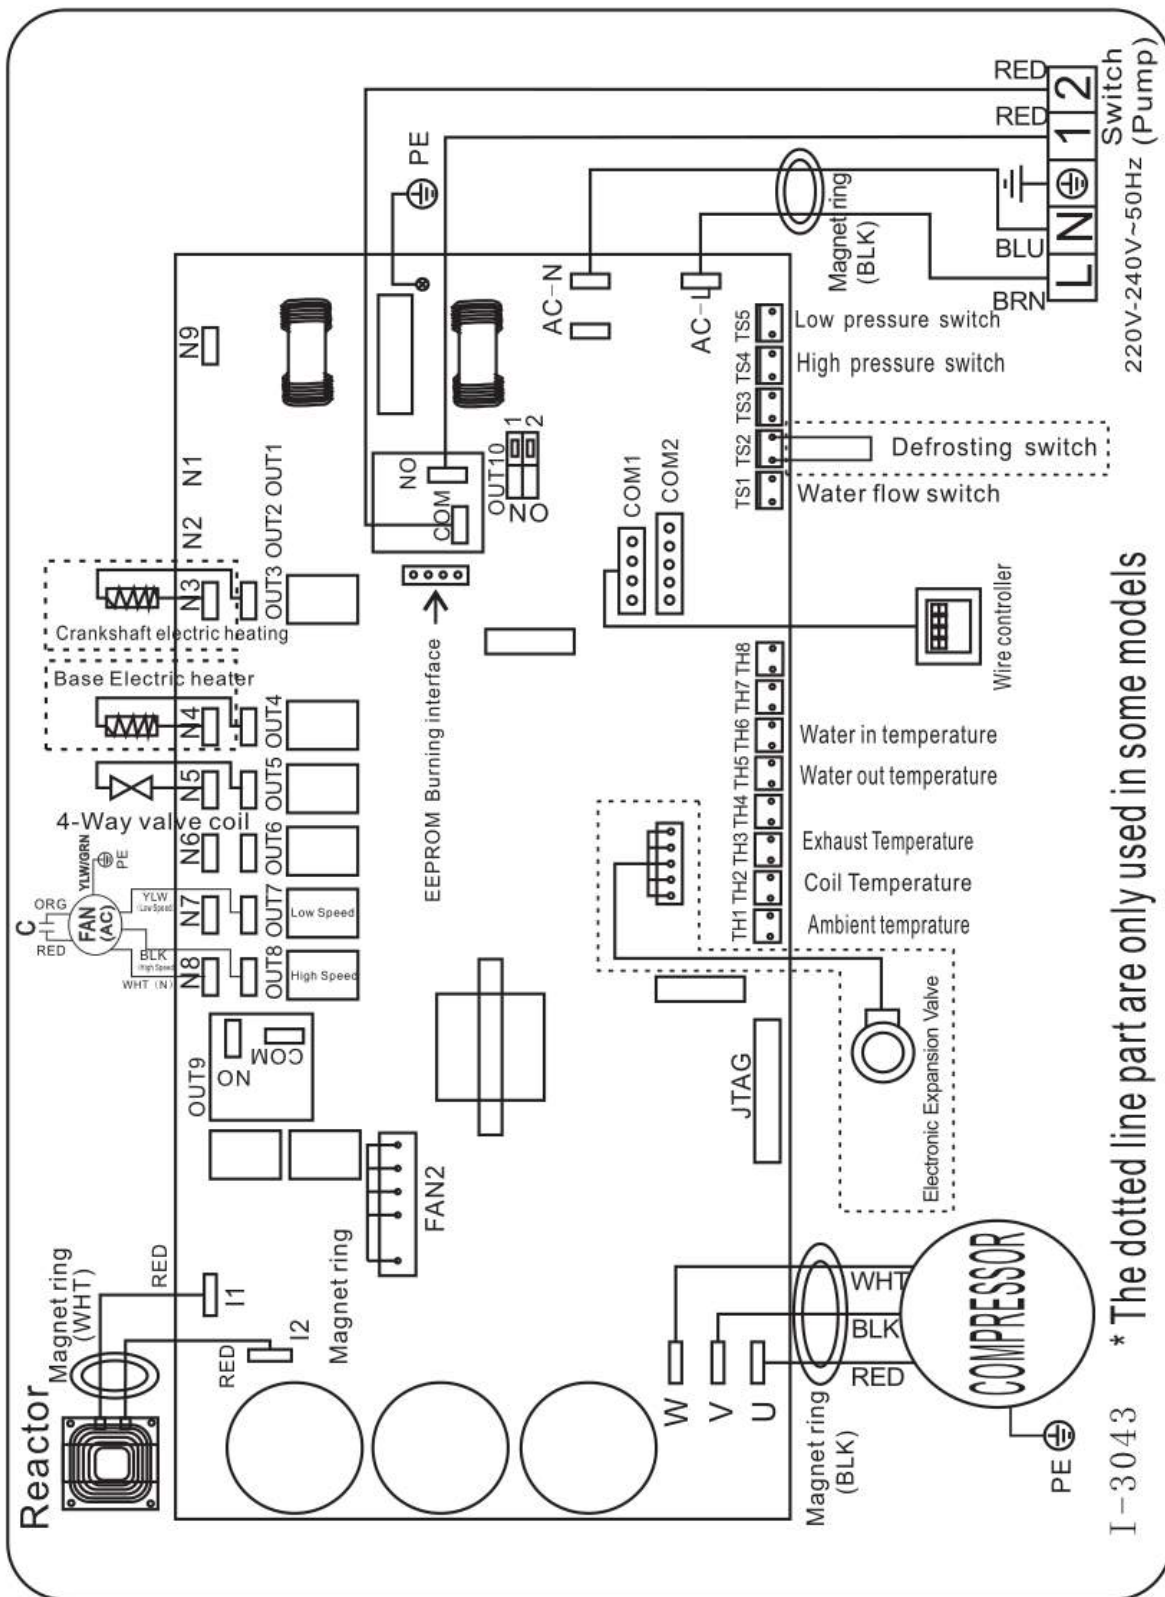 RED
RED
2
1
N
L
Switch
(Pump)
220V-240V~50Hz
BLU
BRN
PE
Magnet ring
(BLK)
AC-N
AC-L
N9
N1
N2
N3
N4
N5
N6
N7
N8
OUT1
OUT2
OUT3
OUT4
OUT5
OUT6
OUT7
OUT8
NO
COM
OUT10
1
2
ON
COM1
COM2
TS5
TS4
TS3
TS2
TS1
Low pressure switch
High pressure switch
Defrosting switch
Water flow switch
Crankshaft electric heating
Base Electric heater
4-Way valve coil
EEPROM Burning interface
Wire controller
TH8
TH7
TH6
TH5
TH4
TH3
TH2
TH1
Water in temperature
Water out temperature
Exhaust Temperature
Coil Temperature
Ambient temprature
YLW/GRN
PE
ORG
C
RED
FAN
(AC)
YLW
(Low Speed)
BLK
(High Speed)
WHT (N)
Low Speed
High Speed
OUT9
NO
COM
FAN2
JTAG
Electronic Expansion Valve
Reactor
Magnet ring
(WHT)
RED
I1
RED
I2
Magnet ring
W
V
U
WHT
BLK
RED
Magnet ring
(BLK)
COMPRESSOR
PE
I-3043
* The dotted line part are only used in some models